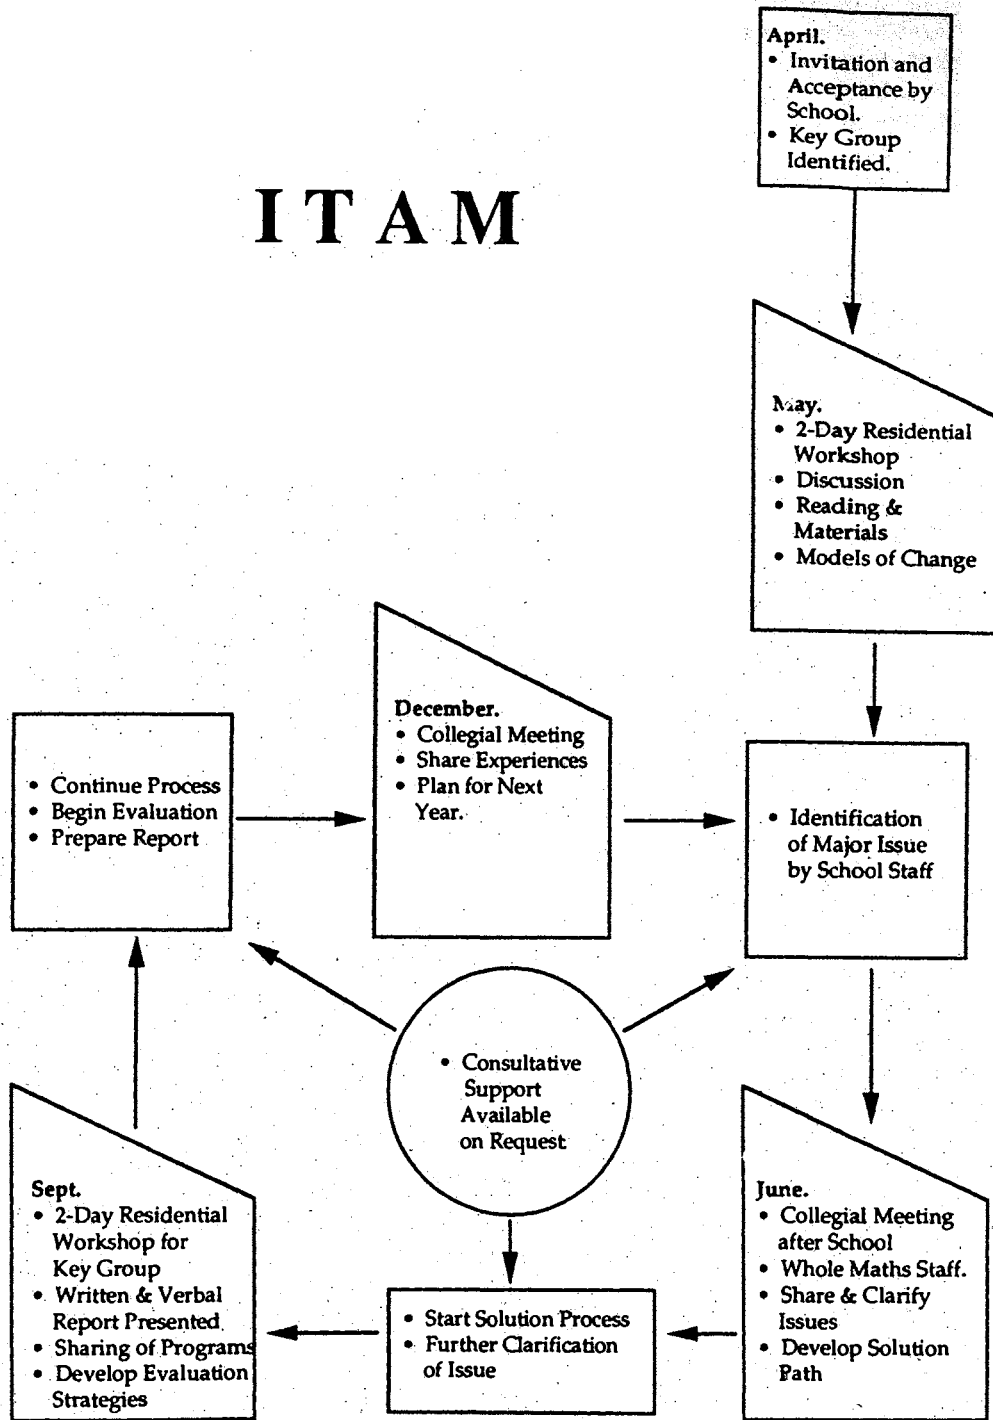 I T A M
April.
• Invitation and
Acceptance by
School.
• Key Group
Identified.
May.
• 2-Day Residential
Workshop
• Discussion
• Reading &
Materials
• Models of Change
December.
• Collegial Meeting
• Share Experiences
• Plan for Next
Year.
• Continue Process
• Begin Evaluation
• Prepare Report
• Identification
of Major Issue
by School Staff
• Consultative
Support
Available
on Request
Sept.
• 2-Day Residential
Workshop for
Key Group
• Written & Verbal
Report Presented
• Sharing of Programs
• Develop Evaluation
Strategies
• Start Solution Process
• Further Clarification
of Issue
June.
• Collegial Meeting
after School
• Whole Maths Staff.
• Share & Clarify
Issues
• Develop Solution
Path